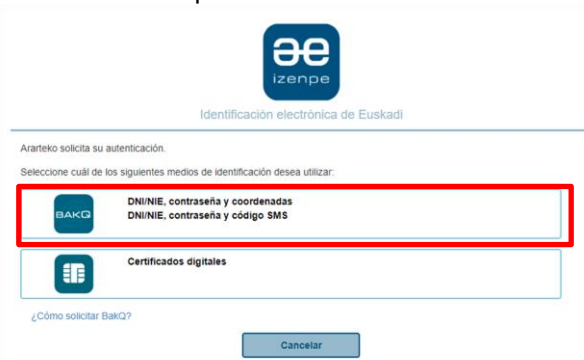 izenpe
Identificación electrónica de Euskadi
Ararteko solicita su autenticación.
Seleccione cuál de los siguientes medios de identificación desea utilizar:
BAKQ
DNI/NIE, contraseña y coordenadas
DNI/NIE, contraseña y código SMS
Certificados digitales
¿Cómo solicitar BakQ?
Cancelar